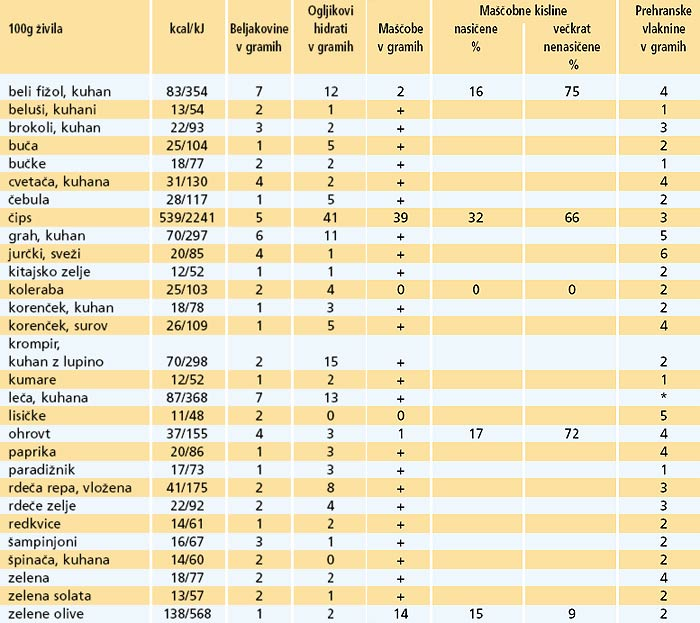 100g živila kcal/kJ Beljakovine v gramih Ogljikovi hidrati v gramih Maščobe v gramih Maščobne kisline nasičene % večkrat nenasičene % Prehranske vlaknine v gramih
beli fižol, kuhan 83/354 7 12 2 16 75 4
beluši, kuhani 13/54 2 1 + 1
brokoli, kuhan 22/93 3 2 + 3
buča 25/104 1 5 + 2
bučke 18/77 2 2 + 1
cvetača, kuhana 31/130 4 2 + 4
čebula 28/117 1 5 + 2
čips 539/2241 5 41 39 32 66 3
grah, kuhan 70/297 6 11 + 5
jurčki, sveži 20/85 4 1 + 6
kitajsko zelje 12/52 1 1 + 2
koleraba 25/103 2 4 0 0 0 2
korenček, kuhan 18/78 1 3 + 2
korenček, surov 26/109 1 5 + 4
krompir,
kuhan z lupino 70/298 2 15 + 2
kumare 12/52 1 2 + 1
leča, kuhana 87/368 7 13 + *
lisičke 11/48 2 0 0 5
ohrovt 37/155 4 3 1 17 72 4
paprika 20/86 1 3 + 4
paradižnik 17/73 1 3 + 1
rdeča repa, vložena 41/175 2 8 + 3
rdeče zelje 22/92 2 4 + 3
redkvice 14/61 1 2 + 2
šampinjoni 16/67 3 1 + 2
špinača, kuhana 14/60 2 0 + 2
zelena 18/77 2 2 + 4
zelena solata 13/57 2 1 + 2
zelene olive 138/568 1 2 14 15 9 2